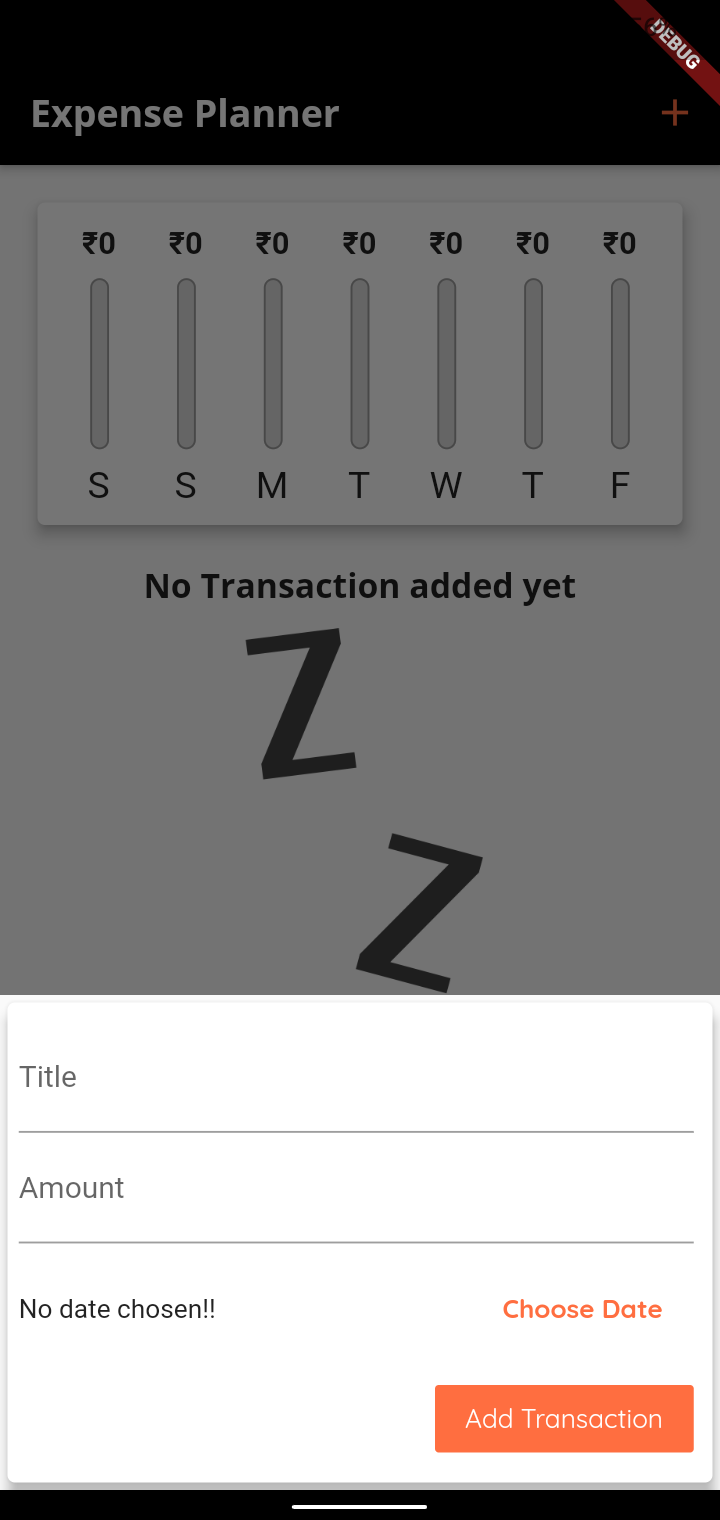 DEBUG
Expense Planner +
₹0 ₹0 ₹0 ₹0 ₹0 ₹0 ₹0
S S M T W T F
No Transaction added yet
Z
Z
Title
Amount
No date chosen!! Choose Date
Add Transaction